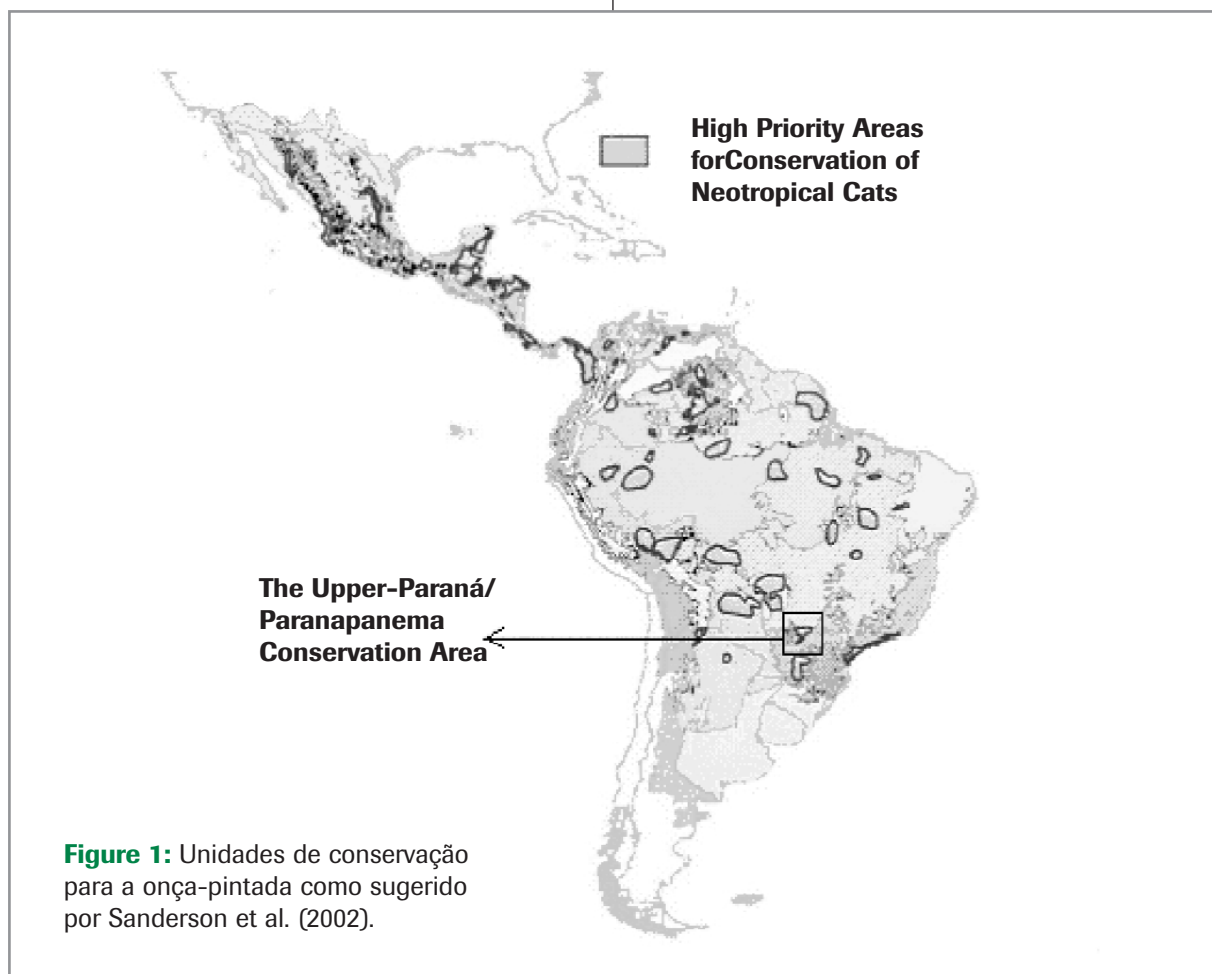 High Priority Areas
forConservation of
Neotropical Cats
The Upper-Paraná/
Paranapanema
Conservation Area
Figure 1: Unidades de conservação
para a onça-pintada como sugerido
por Sanderson et al. (2002).